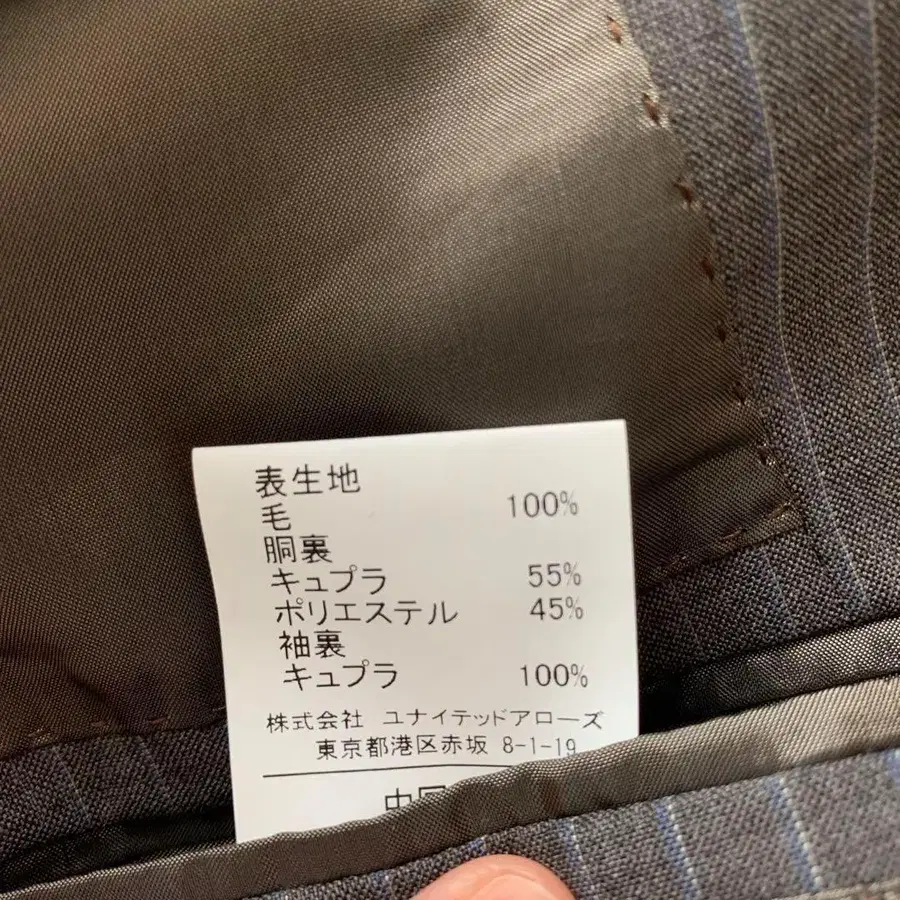 表生地
毛 100%
胴裏
キュプラ 55%
ポリエステル 45%
袖裏
キュプラ 100%
株式会社 ユナイテッドアローズ
東京都港区赤坂 8-1-19